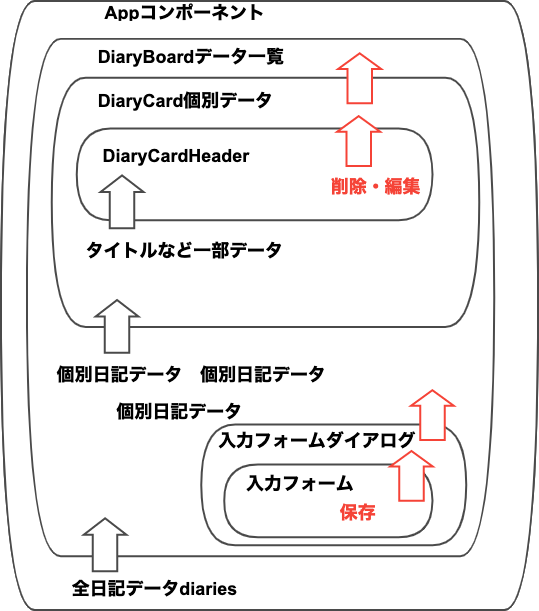 Appコンポーネント
DiaryBoardデータ一覧
DiaryCard個別データ
DiaryCardHeader
削除・編集
タイトルなど一部データ
個別日記データ 個別日記データ
個別日記データ
入力フォームダイアログ
入力フォーム
保存
全日記データdiaries